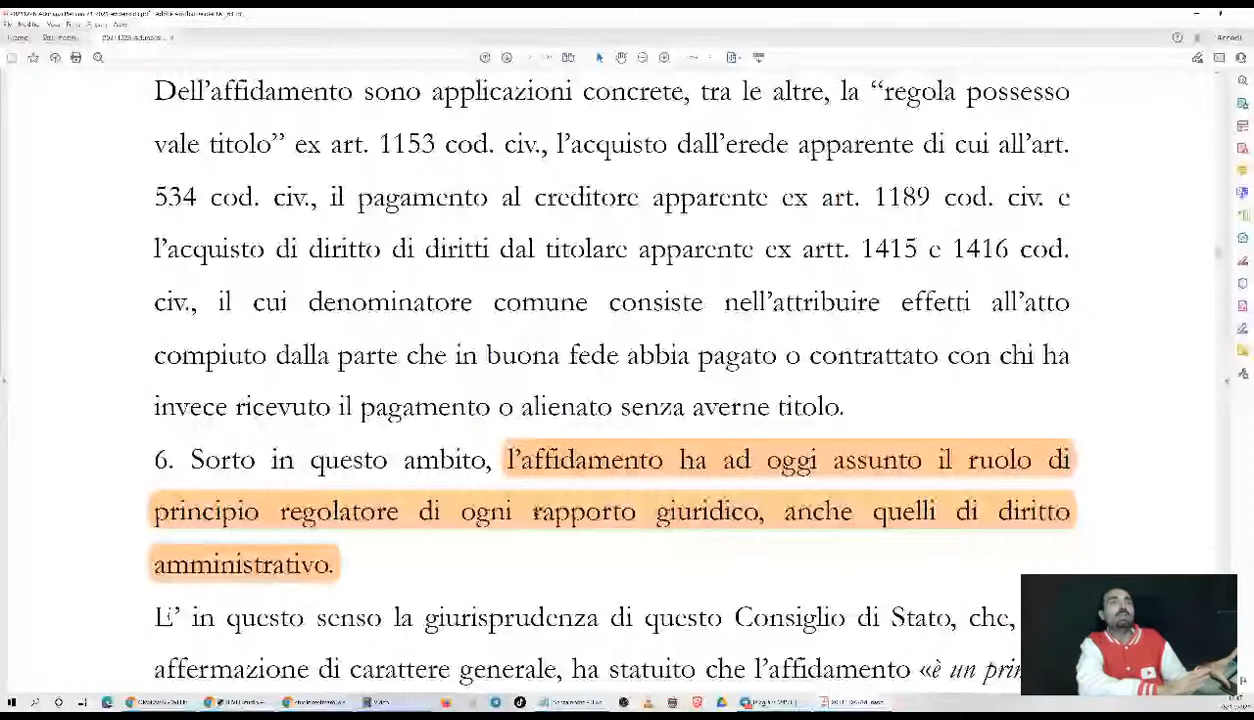 Dell’affidamento sono applicazioni concrete, tra le altre, la “regola possesso
vale titolo” ex art. 1153 cod. civ., l’acquisto dall’erede apparente di cui all’art.
534 cod. civ., il pagamento al creditore apparente ex art. 1189 cod. civ. e
l’acquisto di diritto di diritti dal titolare apparente ex artt. 1415 e 1416 cod.
civ., il cui denominatore comune consiste nell’attribuire effetti all’atto
compiuto dalla parte che in buona fede abbia pagato o contrattato con chi ha
invece ricevuto il pagamento o alienato senza averne titolo.
6. Sorto in questo ambito, l’affidamento ha ad oggi assunto il ruolo di
principio regolatore di ogni rapporto giuridico, anche quelli di diritto
amministrativo.
E’ in questo senso la giurisprudenza di questo Consiglio di Stato, che,
affermazione di carattere generale, ha statuito che l’affidamento «è un